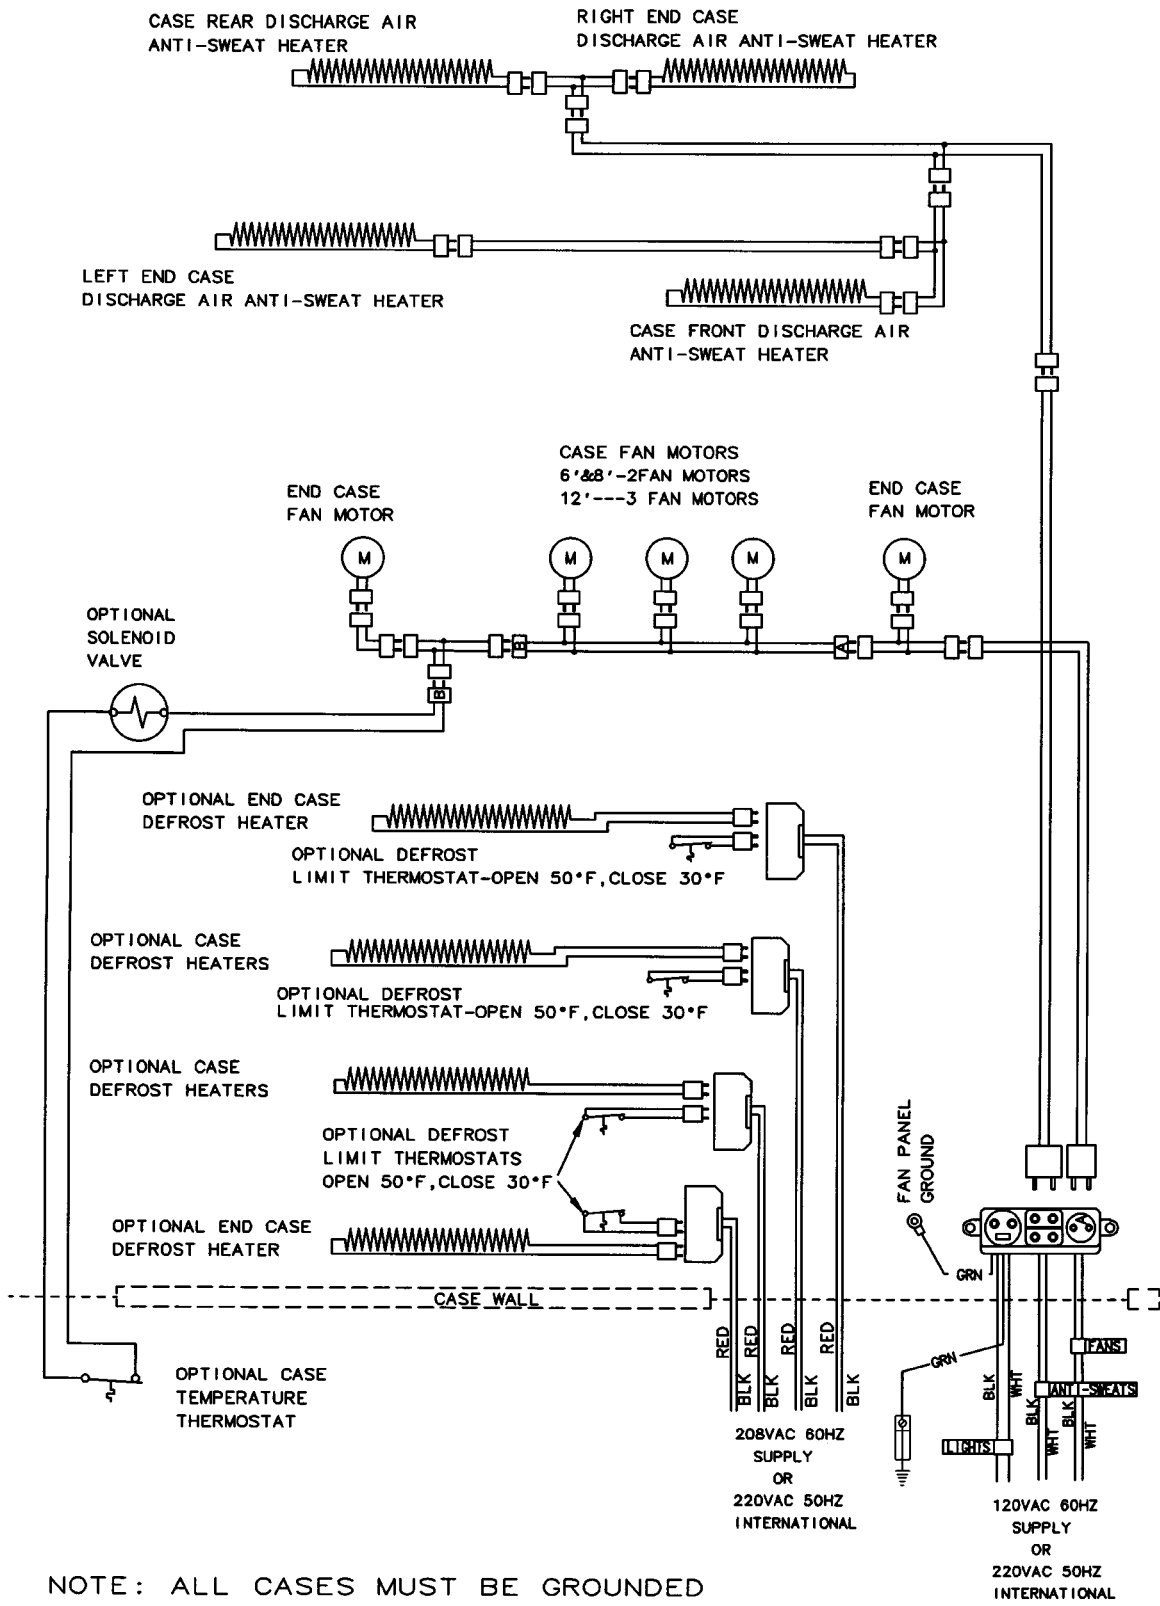 CASE REAR DISCHARGE AIR
ANTI-SWEAT HEATER
RIGHT END CASE
DISCHARGE AIR ANTI-SWEAT HEATER
LEFT END CASE
DISCHARGE AIR ANTI-SWEAT HEATER
CASE FRONT DISCHARGE AIR
ANTI-SWEAT HEATER
CASE FAN MOTORS
6'&8'-2FAN MOTORS
12'---3 FAN MOTORS
END CASE
FAN MOTOR
END CASE
FAN MOTOR
M
M
M
M
M
OPTIONAL
SOLENOID
VALVE
B
A
B
OPTIONAL END CASE
DEFROST HEATER
OPTIONAL DEFROST
LIMIT THERMOSTAT-OPEN 50°F,CLOSE 30°F
OPTIONAL CASE
DEFROST HEATERS
OPTIONAL DEFROST
LIMIT THERMOSTAT-OPEN 50°F,CLOSE 30°F
OPTIONAL CASE
DEFROST HEATERS
OPTIONAL DEFROST
LIMIT THERMOSTATS
OPEN 50°F,CLOSE 30°F
OPTIONAL END CASE
DEFROST HEATER
FAN PANEL
GROUND
A
GRN
CASE WALL
RED
RED
RED
RED
BLK
BLK
BLK
BLK
GRN
FANS
BLK
WHT
ANTI-SWEATS
BLK
BLK
WHT
WHT
LIGHTS
OPTIONAL CASE
TEMPERATURE
THERMOSTAT
208VAC 60HZ
SUPPLY
OR
220VAC 50HZ
INTERNATIONAL
120VAC 60HZ
SUPPLY
OR
220VAC 50HZ
INTERNATIONAL
NOTE: ALL CASES MUST BE GROUNDED